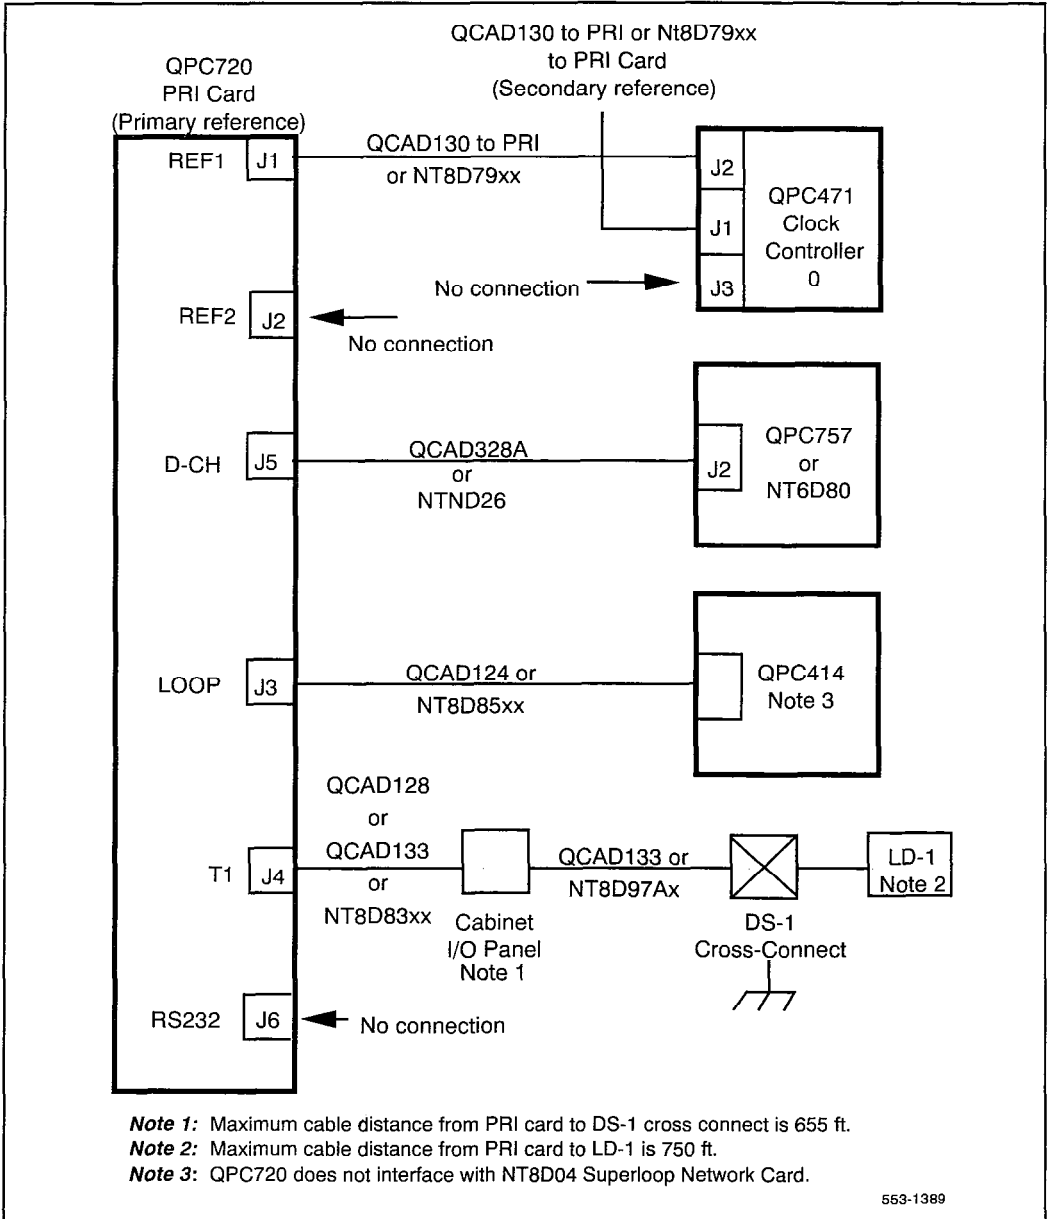 QCAD130 to PRI or Nt8D79xx
to PRI Card
(Secondary reference)
QPC720
PRI Card
(Primary reference)
REF1
J1
QCAD130 to PRI
or NT8D79xx
J2
J1
J3
QPC471
Clock
Controller
0
No connection
REF2
J2
No connection
D-CH
J5
QCAD328A
or
NTND26
J2
QPC757
or
NT6D80
LOOP
J3
QCAD124 or
NT8D85xx
QPC414
Note 3
T1
J4
QCAD128
or
QCAD133
or
NT8D83xx
Cabinet
I/O Panel
Note 1
QCAD133 or
NT8D97Ax
DS-1
Cross-Connect
LD-1
Note 2
RS232
J6
No connection
Note 1: Maximum cable distance from PRI card to DS-1 cross connect is 655 ft.
Note 2: Maximum cable distance from PRI card to LD-1 is 750 ft.
Note 3: QPC720 does not interface with NT8D04 Superloop Network Card.
553-1389